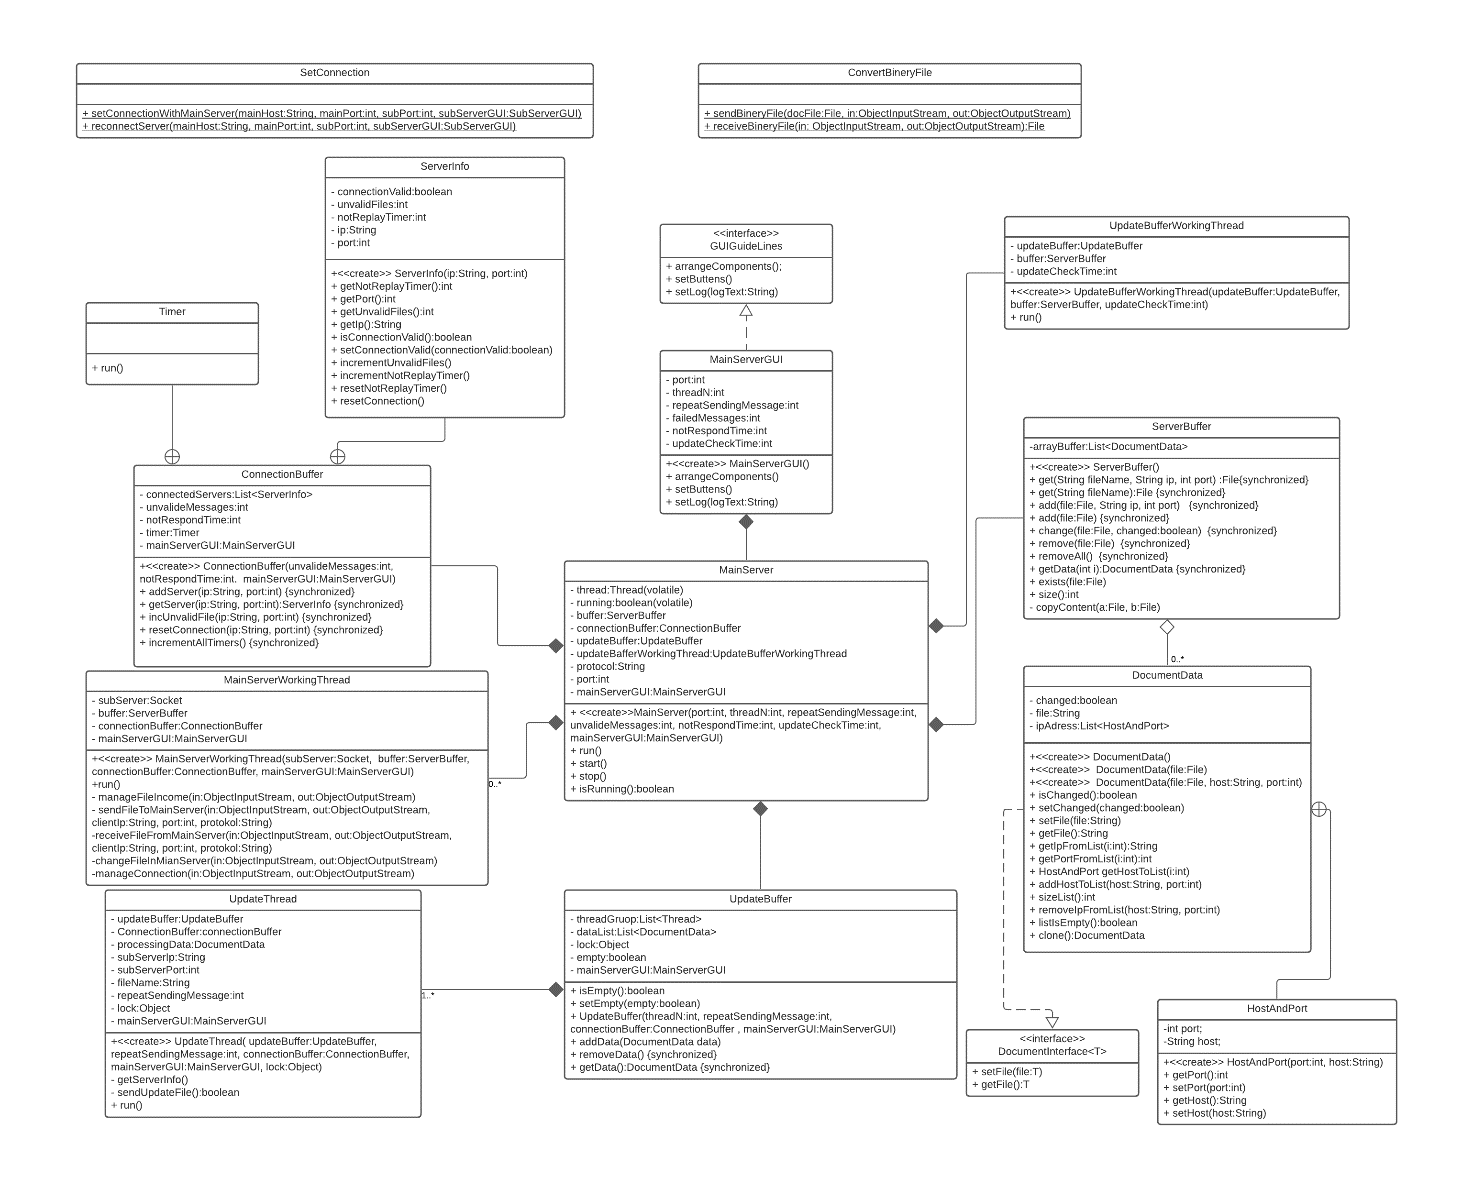 SetConnection
+ setConnectionWithMainServer(mainHost:String, mainPort:int, subPort:int, subServerGUI:SubServerGUI)
+ reconnectServer(mainHost:String, mainPort:int, subPort:int, subServerGUI:SubServerGUI)
ConvertBineryFile
+ sendBineryFile(docFile:File, in:ObjectInputStream, out:ObjectOutputStream)
+ receiveBineryFile(in: ObjectInputStream, out:ObjectOutputStream):File
ServerInfo
- connectionValid:boolean
- unvalidFiles:int
- notReplayTimer:int
- ip:String
- port:int
+<<create>> ServerInfo(ip:String, port:int)
+ getNotReplayTimer():int
+ getPort():int
+ getUnvalidFiles():int
+ getIp():String
+ isConnectionValid():boolean
+ setConnectionValid(connectionValid:boolean)
+ incrementUnvalidFiles()
+ incrementNotReplayTimer()
+ resetNotReplayTimer()
+ resetConnection()
<<interface>>
GUIGuideLines
+ arrangeComponents();
+ setButtens()
+ setLog(logText:String)
UpdateBufferWorkingThread
- updateBuffer:UpdateBuffer
- buffer:ServerBuffer
- updateCheckTime:int
+<<create>> UpdateBufferWorkingThread(updateBuffer:UpdateBuffer,
buffer:ServerBuffer, updateCheckTime:int)
+ run()
Timer
+ run()
MainServerGUI
- port:int
- threadN:int
- repeatSendingMessage:int
- failedMessages:int
- notRespondTime:int
- updateCheckTime:int
+<<create>> MainServerGUI()
+ arrangeComponents()
+ setButtens()
+ setLog(logText:String)
ServerBuffer
-arrayBuffer:List<DocumentData>
+<<create>> ServerBuffer()
+ get(String fileName, String ip, int port) :File{synchronized}
+ get(String fileName):File {synchronized}
+ add(file:File, String ip, int port) {synchronized}
+ add(file:File) {synchronized}
+ change(file:File, changed:boolean) {synchronized}
+ remove(file:File) {synchronized}
+ removeAll() {synchronized}
+ getData(int i):DocumentData {synchronized}
+ exists(file:File)
+ size():int
- copyContent(a:File, b:File)
0..*
ConnectionBuffer
- connectedServers:List<ServerInfo>
- unvalideMessages:int
- notRespondTime:int
- timer:Timer
- mainServerGUI:MainServerGUI
+<<create>> ConnectionBuffer(unvalideMessages:int,
notRespondTime:int, mainServerGUI:MainServerGUI)
+ addServer(ip:String, port:int) {synchronized}
+ getServer(ip:String, port:int):ServerInfo {synchronized}
+ incUnvalidFile(ip:String, port:int) {synchronized}
+ resetConnection(ip:String, port:int) {synchronized}
+ incrementAllTimers() {synchronized}
MainServer
- thread:Thread(volatile)
- running:boolean(volatile)
- buffer:ServerBuffer
- connectionBuffer:ConnectionBuffer
- updateBuffer:UpdateBuffer
- updateBafferWorkingThread:UpdateBufferWorkingThread
- protocol:String
- port:int
- mainServerGUI:MainServerGUI
+ <<create>>MainServer(port:int, threadN:int, repeatSendingMessage:int,
unvalideMessages:int, notRespondTime:int, updateCheckTime:int,
mainServerGUI:MainServerGUI)
+ run()
+ start()
+ stop()
+ isRunning():boolean
MainServerWorkingThread
- subServer:Socket
- buffer:ServerBuffer
- connectionBuffer:ConnectionBuffer
- mainServerGUI:MainServerGUI
+<<create>> MainServerWorkingThread(subServer:Socket, buffer:ServerBuffer,
connectionBuffer:ConnectionBuffer, mainServerGUI:MainServerGUI)
+run()
- manageFileIncome(in:ObjectInputStream, out:ObjectOutputStream)
- sendFileToMainServer(in:ObjectInputStream, out:ObjectOutputStream,
clientIp:String, port:int, protokol:String)
-receiveFileFromMainServer(in:ObjectInputStream, out:ObjectOutputStream,
clientIp:String, port:int, protokol:String)
-changeFileInMianServer(in:ObjectInputStream, out:ObjectOutputStream)
-manageConnection(in:ObjectInputStream, out:ObjectOutputStream)
0..*
DocumentData
- changed:boolean
- file:String
- ipAdress:List<HostAndPort>
+<<create>> DocumentData()
+<<create>> DocumentData(file:File)
+<<create>> DocumentData(file:File, host:String, port:int)
+ isChanged():boolean
+ setChanged(changed:boolean)
+ setFile(file:String)
+ getFile():String
+ getIpFromList(i:int):String
+ getPortFromList(i:int):int
+ HostAndPort getHostToList(i:int)
+ addHostToList(host:String, port:int)
+ sizeList():int
+ removeIpFromList(host:String, port:int)
+ listIsEmpty():boolean
+ clone():DocumentData
UpdateThread
- updateBuffer:UpdateBuffer
- ConnectionBuffer:connectionBuffer
- processingData:DocumentData
- subServerIp:String
- subServerPort:int
- fileName:String
- repeatSendingMessage:int
- lock:Object
- mainServerGUI:MainServerGUI
+<<create>> UpdateThread( updateBuffer:UpdateBuffer,
repeatSendingMessage:int, connectionBuffer:ConnectionBuffer,
mainServerGUI:MainServerGUI, lock:Object)
- getServerInfo()
- sendUpdateFile():boolean
+ run()
1..*
UpdateBuffer
- threadGruop:List<Thread>
- dataList:List<DocumentData>
- lock:Object
- empty:boolean
- mainServerGUI:MainServerGUI
+ isEmpty():boolean
+ setEmpty(empty:boolean)
+ UpdateBuffer(threadN:int, repeatSendingMessage:int,
connectionBuffer:ConnectionBuffer , mainServerGUI:MainServerGUI)
+ addData(DocumentData data)
+ removeData() {synchronized}
+ getData():DocumentData {synchronized}
<<interface>>
DocumentInterface<T>
+ setFile(file:T)
+ getFile():T
HostAndPort
-int port;
-String host;
+<<create>> HostAndPort(port:int, host:String)
+ getPort():int
+ setPort(port:int)
+ getHost():String
+ setHost(host:String)